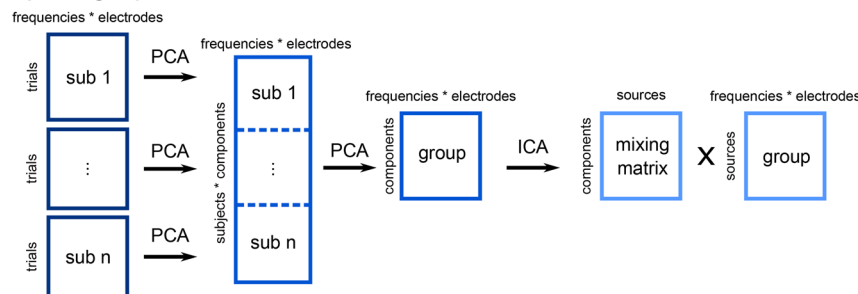 frequencies * electrodes
trials
sub 1
PCA
trials
...
PCA
trials
sub n
PCA
frequencies * electrodes
subjects * components
sub 1
...
sub n
PCA
frequencies * electrodes
components
group
ICA
sources
components
mixing
matrix
X
frequencies * electrodes
sources
group